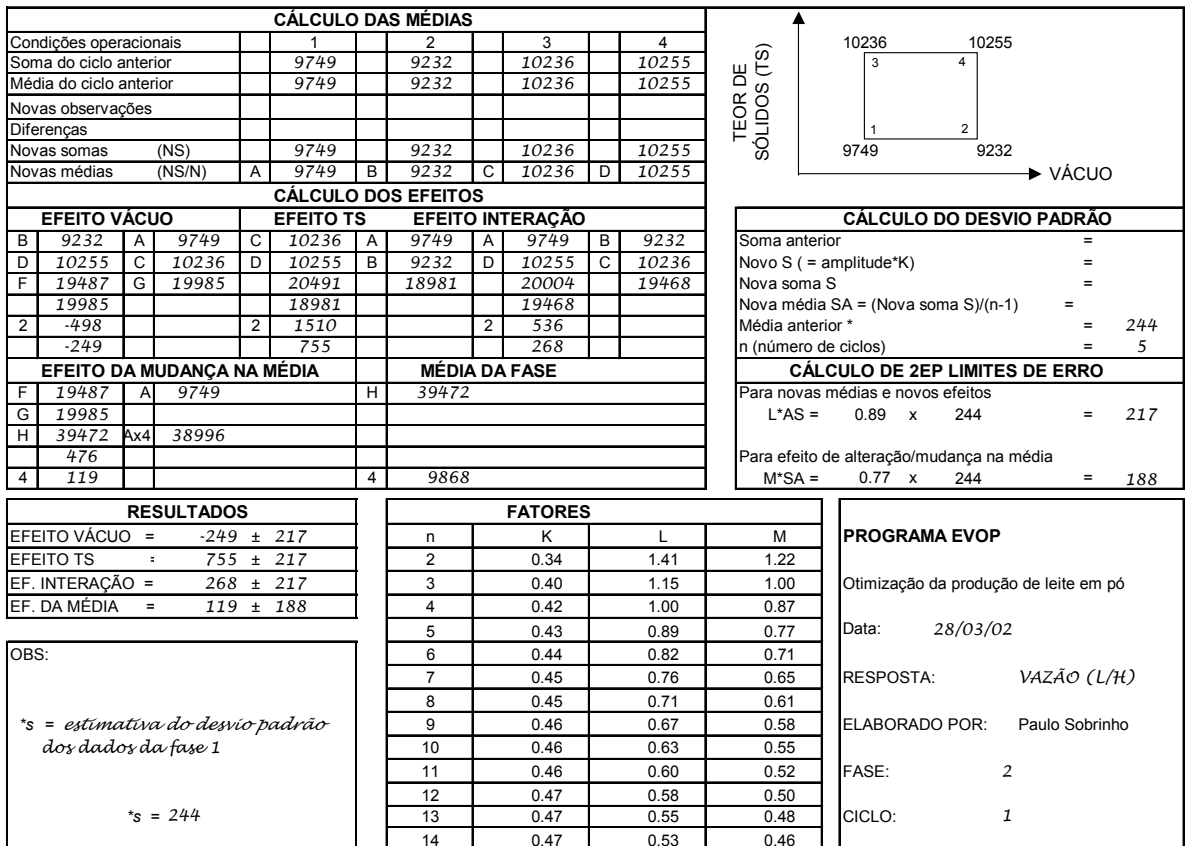 CÁLCULO DAS MÉDIAS
Condições operacionais 1 2 3 4
Soma do ciclo anterior 9749 9232 10236 10255
Média do ciclo anterior 9749 9232 10236 10255
Novas observações
Diferenças
Novas somas (NS) 9749 9232 10236 10255
Novas médias (NS/N) A 9749 B 9232 C 10236 D 10255
CÁLCULO DOS EFEITOS
EFEITO VÁCUO EFEITO TS EFEITO INTERAÇÃO
B 9232 A 9749 C 10236 A 9749 A 9749 B 9232
D 10255 C 10236 D 10255 B 9232 D 10255 C 10236
F 19487 G 19985 20491 18981 20004 19468
19985 18981 19468
2 -498 2 1510 2 536
-249 755 268
EFEITO DA MUDANÇA NA MÉDIA MÉDIA DA FASE
F 19487 A 9749 H 39472
G 19985
H 39472 Ax4 38996
476
4 119 4 9868
TEOR DE
SÓLIDOS (TS)
10236 10255
3 4
1 2
9749 9232
VÁCUO
CÁLCULO DO DESVIO PADRÃO
Soma anterior =
Novo S ( = amplitude*K) =
Nova soma S =
Nova média SA = (Nova soma S)/(n-1) =
Média anterior * = 244
n (número de ciclos) = 5
CÁLCULO DE 2EP LIMITES DE ERRO
Para novas médias e novos efeitos
L*AS = 0.89 x 244 = 217
Para efeito de alteração/mudança na média
M*SA = 0.77 x 244 = 188
RESULTADOS
EFEITO VÁCUO = -249 ± 217
EFEITO TS = 755 ± 217
EF. INTERAÇÃO = 268 ± 217
EF. DA MÉDIA = 119 ± 188
OBS:
*s = estimativa do desvio padrão
dos dados da fase 1
*s = 244
FATORES
n K L M
2 0.34 1.41 1.22
3 0.40 1.15 1.00
4 0.42 1.00 0.87
5 0.43 0.89 0.77
6 0.44 0.82 0.71
7 0.45 0.76 0.65
8 0.45 0.71 0.61
9 0.46 0.67 0.58
10 0.46 0.63 0.55
11 0.46 0.60 0.52
12 0.47 0.58 0.50
13 0.47 0.55 0.48
14 0.47 0.53 0.46
PROGRAMA EVOP
Otimização da produção de leite em pó
Data: 28/03/02
RESPOSTA: VAZÃO (L/H)
ELABORADO POR: Paulo Sobrinho
FASE: 2
CICLO: 1